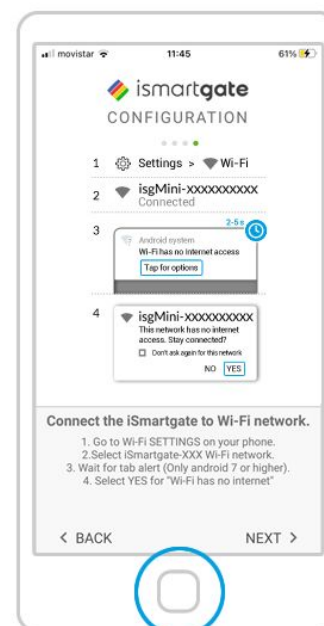 movistar 11:45 61%
ismartgate
CONFIGURATION
1 Settings > Wi-Fi
2 isgMini-XXXXXXXXXX
Connected
3 2-5s
Android system
Wi-Fi has no internet access
Tap for options
4 isgMini-XXXXXXXXXX
This network has no internet
access. Stay connected?
Don't ask again for this network
NO YES
Connect the iSmartgate to Wi-Fi network.
1. Go to Wi-Fi SETTINGS on your phone.
2.Select iSmartgate-XXX Wi-Fi network.
3. Wait for tab alert (Only android 7 or higher).
4. Select YES for "Wi-Fi has no internet"
< BACK NEXT >